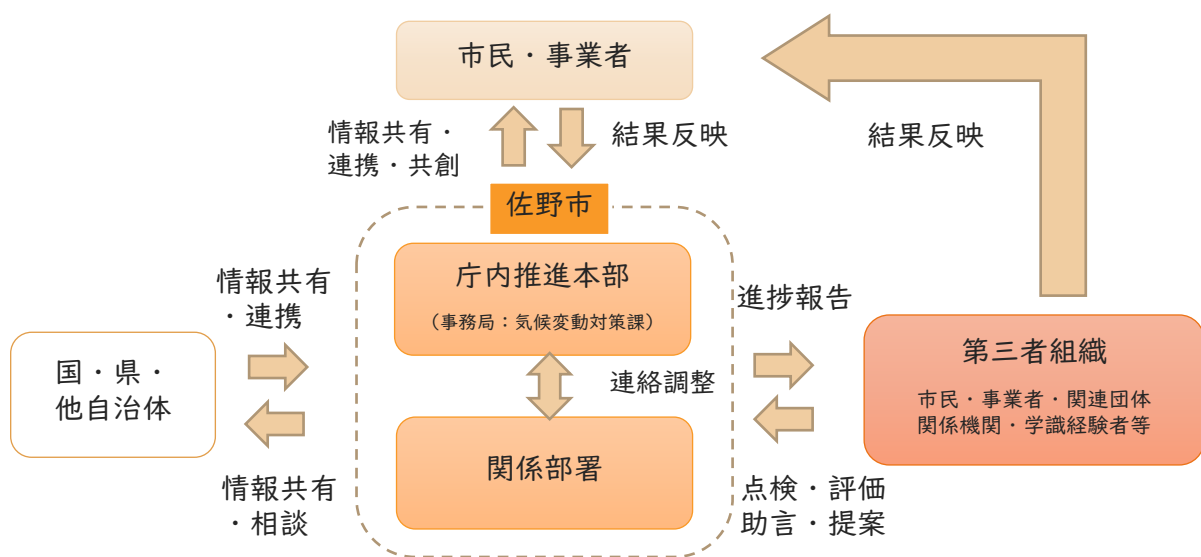 市民・事業者
情報共有・
連携・共創
結果反映
結果反映
佐野市
庁内推進本部
（事務局：気候変動対策課）
情報共有
・連携
進捗報告
国・県・
他自治体
連絡調整
第三者組織
市民・事業者・関連団体
関係機関・学識経験者等
関係部署
情報共有
・相談
点検・評価
助言・提案